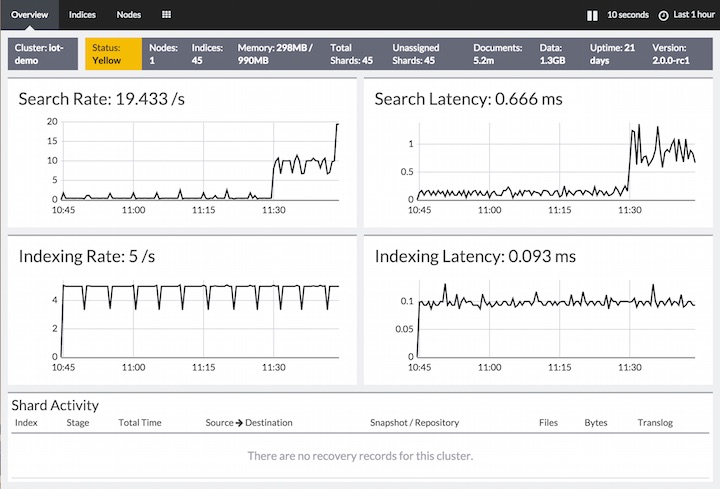 Overview Indices Nodes 10 seconds Last 1 hour
Cluster: iot-demo
Status: Yellow
Nodes: 1
Indices: 45
Memory: 298MB / 990MB
Total Shards: 45
Unassigned Shards: 45
Documents: 5.2m
Data: 1.3GB
Uptime: 21 days
Version: 2.0.0-rc1
Search Rate: 19.433 /s
20
15
10
5
0
10:45 11:00 11:15 11:30
Search Latency: 0.666 ms
1
0.5
0
10:45 11:00 11:15 11:30
Indexing Rate: 5 /s
4
2
0
10:45 11:00 11:15 11:30
Indexing Latency: 0.093 ms
0.1
0.05
0
10:45 11:00 11:15 11:30
Shard Activity
Index Stage Total Time Source → Destination Snapshot / Repository Files Bytes Translog
There are no recovery records for this cluster.